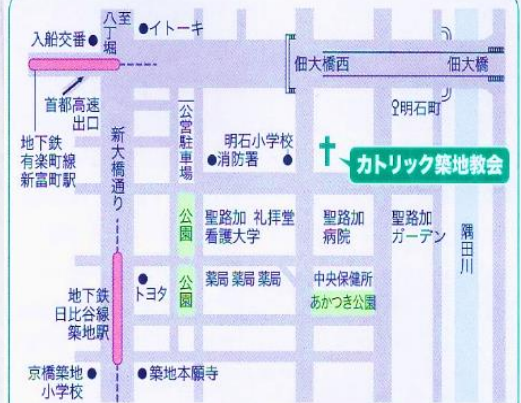 至
八丁堀
入船交番
イトーキ
佃大橋西
佃大橋
首都高速
出口
地下鉄
有楽町線
新富町駅
新大橋通り
公営駐車場
明石小学校
消防署
明石町
カトリック築地教会
公園
聖路加 礼拝堂
看護大学
聖路加
病院
聖路加
ガーデン
隅田川
地下鉄
日比谷線
築地駅
トヨタ
公園
薬局 薬局 薬局
中央保健所
あかつき公園
京橋築地
小学校
築地本願寺